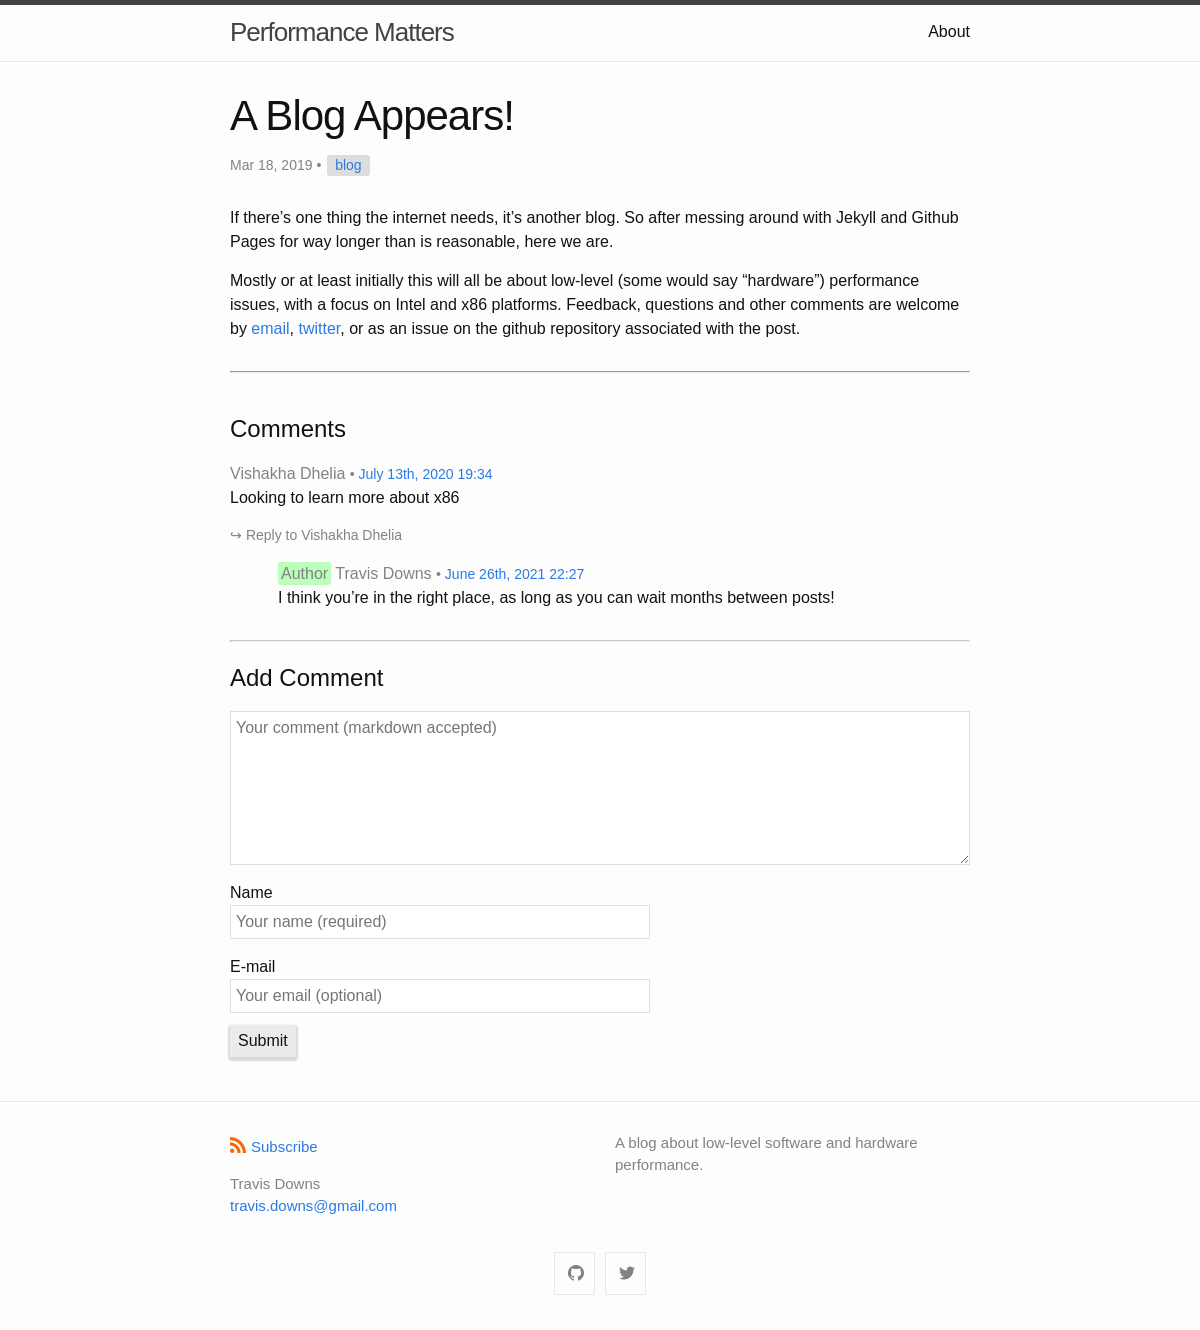 Performance Matters
About
A Blog Appears!
Mar 18, 2019 • blog
If there’s one thing the internet needs, it’s another blog. So after messing around with Jekyll and Github
Pages for way longer than is reasonable, here we are.
Mostly or at least initially this will all be about low-level (some would say “hardware”) performance
issues, with a focus on Intel and x86 platforms. Feedback, questions and other comments are welcome
by email, twitter, or as an issue on the github repository associated with the post.
Comments
Vishakha Dhelia • July 13th, 2020 19:34
Looking to learn more about x86
↪ Reply to Vishakha Dhelia
Author Travis Downs • June 26th, 2021 22:27
I think you’re in the right place, as long as you can wait months between posts!
Add Comment
Your comment (markdown accepted)
Name
Your name (required)
E-mail
Your email (optional)
Submit
Subscribe
Travis Downs
travis.downs@gmail.com
A blog about low-level software and hardware
performance.